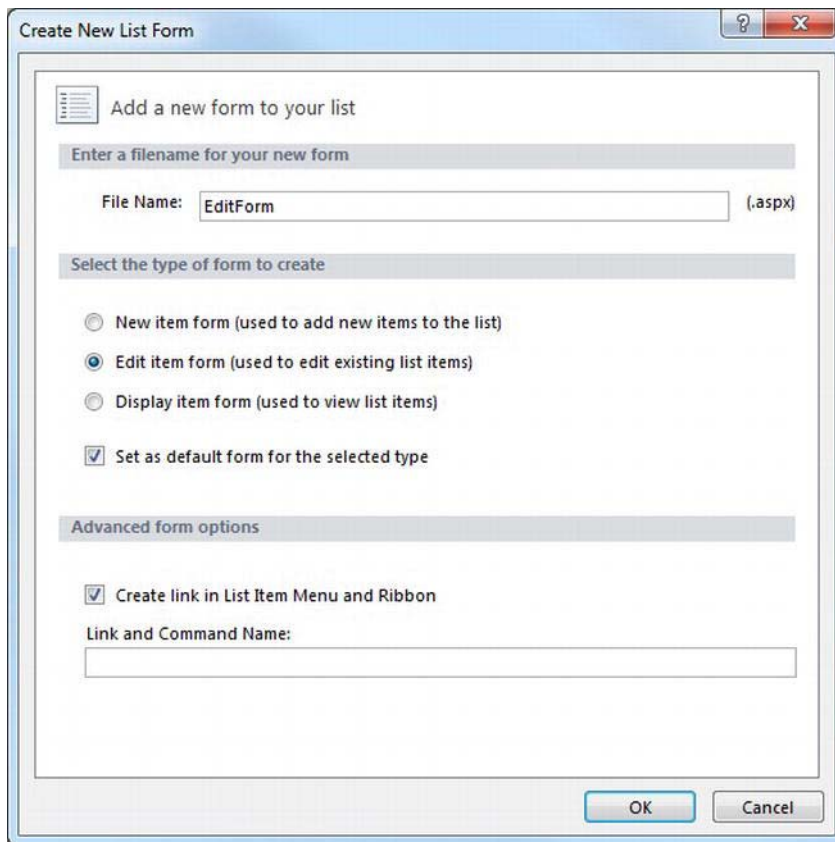 Create New List Form
?
X
Add a new form to your list
Enter a filename for your new form
File Name: EditForm (.aspx)
Select the type of form to create
New item form (used to add new items to the list)
Edit item form (used to edit existing list items)
Display item form (used to view list items)
Set as default form for the selected type
Advanced form options
Create link in List Item Menu and Ribbon
Link and Command Name:
OK Cancel